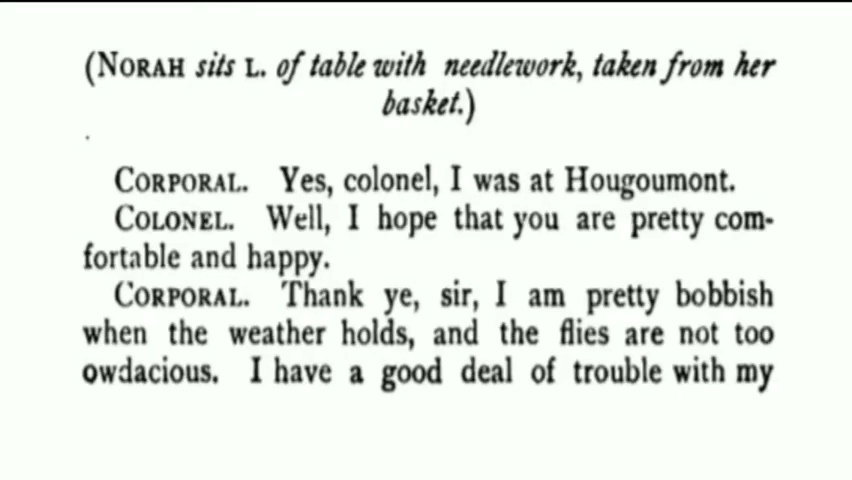 (NORAH sits L. of table with needlework, taken from her
basket.)
CORPORAL. Yes, colonel, I was at Hougoumont.
COLONEL. Well, I hope that you are pretty com-
fortable and happy.
CORPORAL. Thank ye, sir, I am pretty bobbish
when the weather holds, and the flies are not too
owdacious. I have a good deal of trouble with my